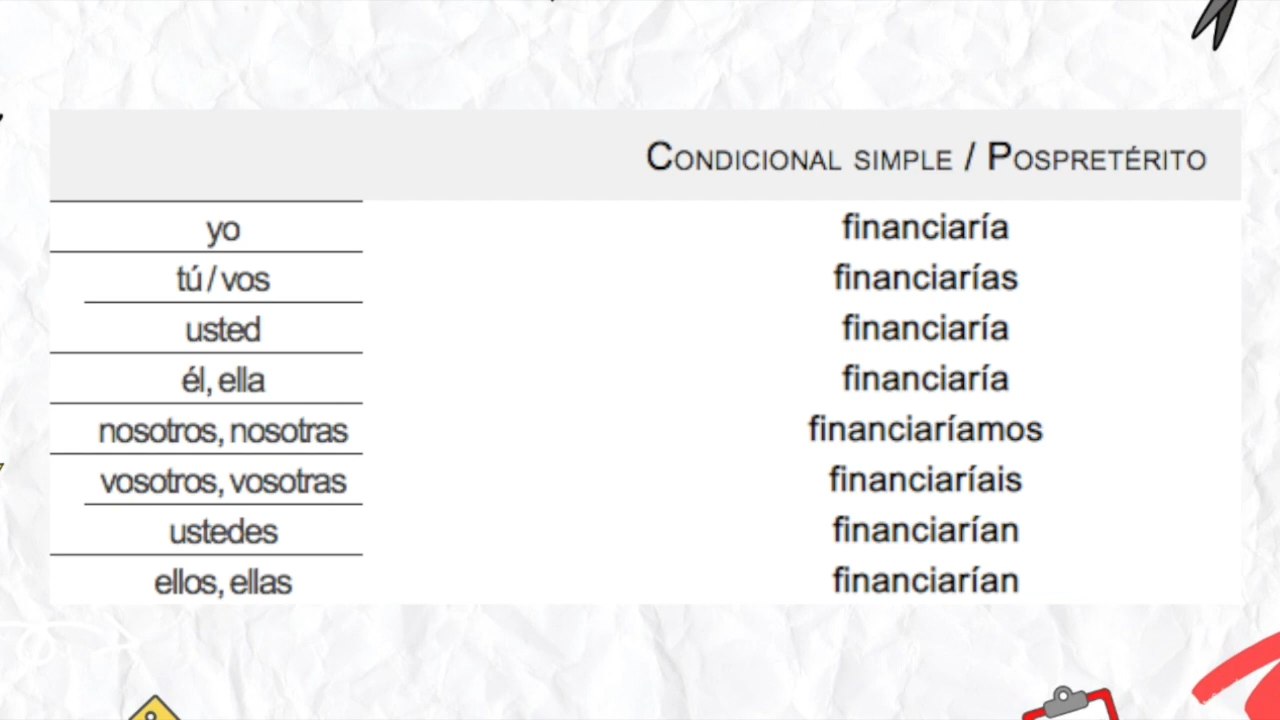 Condicional simple / Pospretérito
yo financiaría
tú / vos financiarías
usted financiaría
él, ella financiaría
nosotros, nosotras financiaríamos
vosotros, vosotras financiaríais
ustedes financiarían
ellos, ellas financiarían